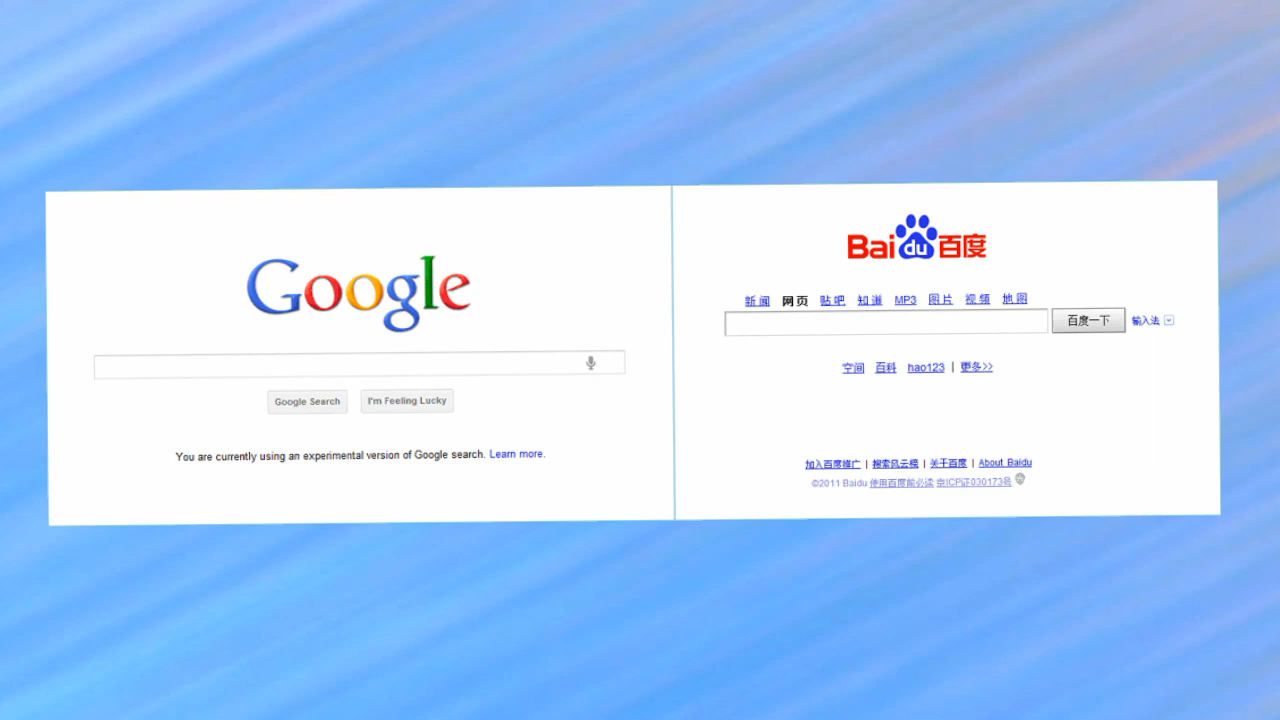 Google
Google Search I'm Feeling Lucky
You are currently using an experimental version of Google search. Learn more.
Baidu百度
新闻 网页 贴吧 知道 MP3 图片 视频 地图
百度一下 输入法
空间 百科 hao123 | 更多>>
加入百度推广 | 搜索风云榜 | 关于百度 | About Baidu
©2011 Baidu 使用百度前必读 京ICP证030173号